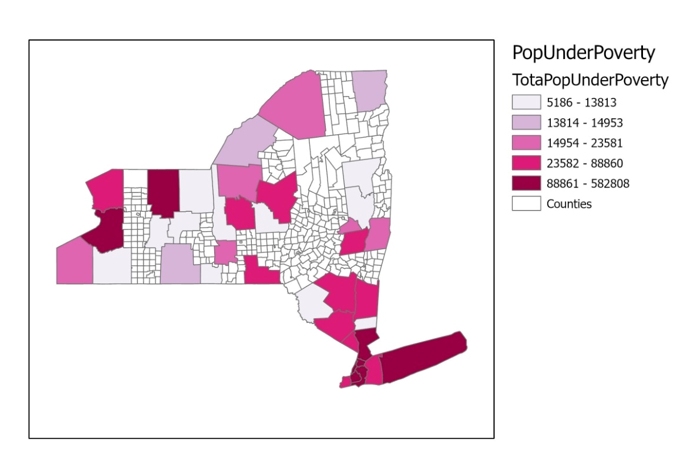 PopUnderPoverty
TotaPopUnderPoverty
5186 - 13813
13814 - 14953
14954 - 23581
23582 - 88860
88861 - 582808
Counties